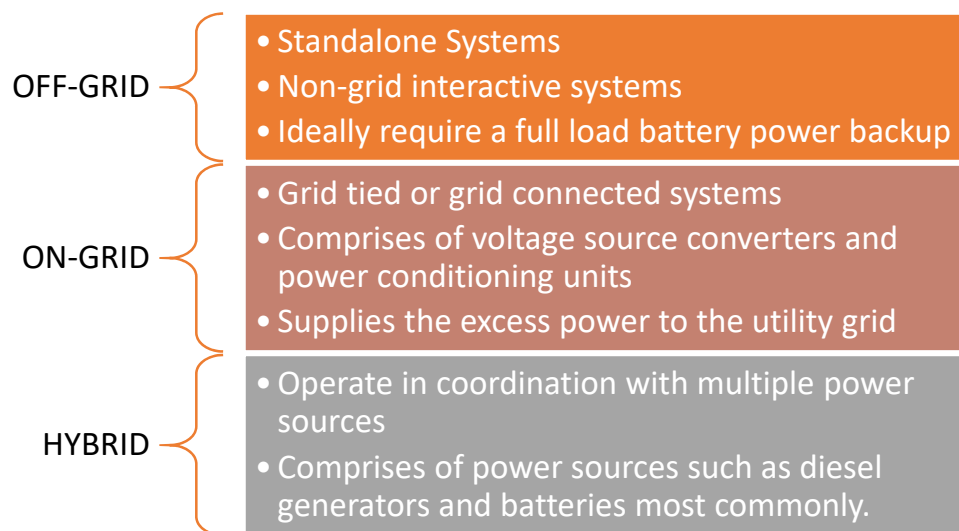 OFF-GRID
• Standalone Systems
• Non-grid interactive systems
• Ideally require a full load battery power backup
ON-GRID
• Grid tied or grid connected systems
• Comprises of voltage source converters and
power conditioning units
• Supplies the excess power to the utility grid
HYBRID
• Operate in coordination with multiple power
sources
• Comprises of power sources such as diesel
generators and batteries most commonly.